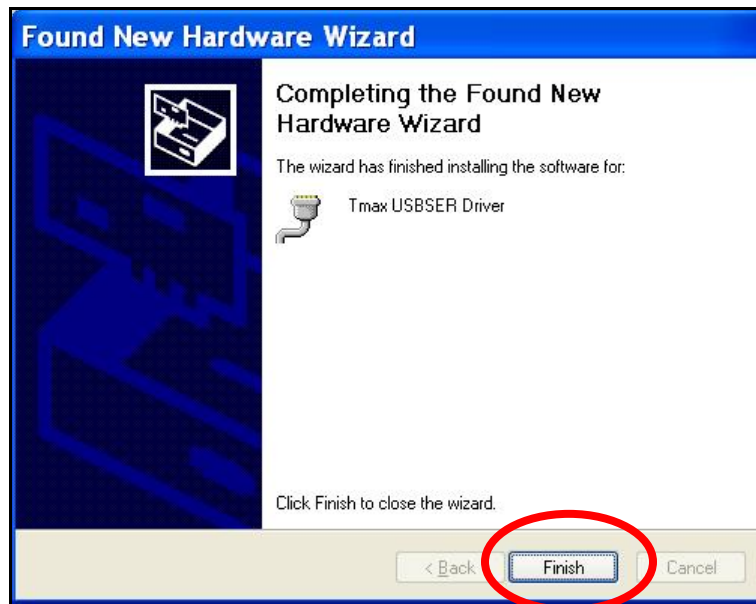 Found New Hardware Wizard
Completing the Found New
Hardware Wizard
The wizard has finished installing the software for:
Tmax USBSER Driver
Click Finish to close the wizard.
< Back
Finish
Cancel